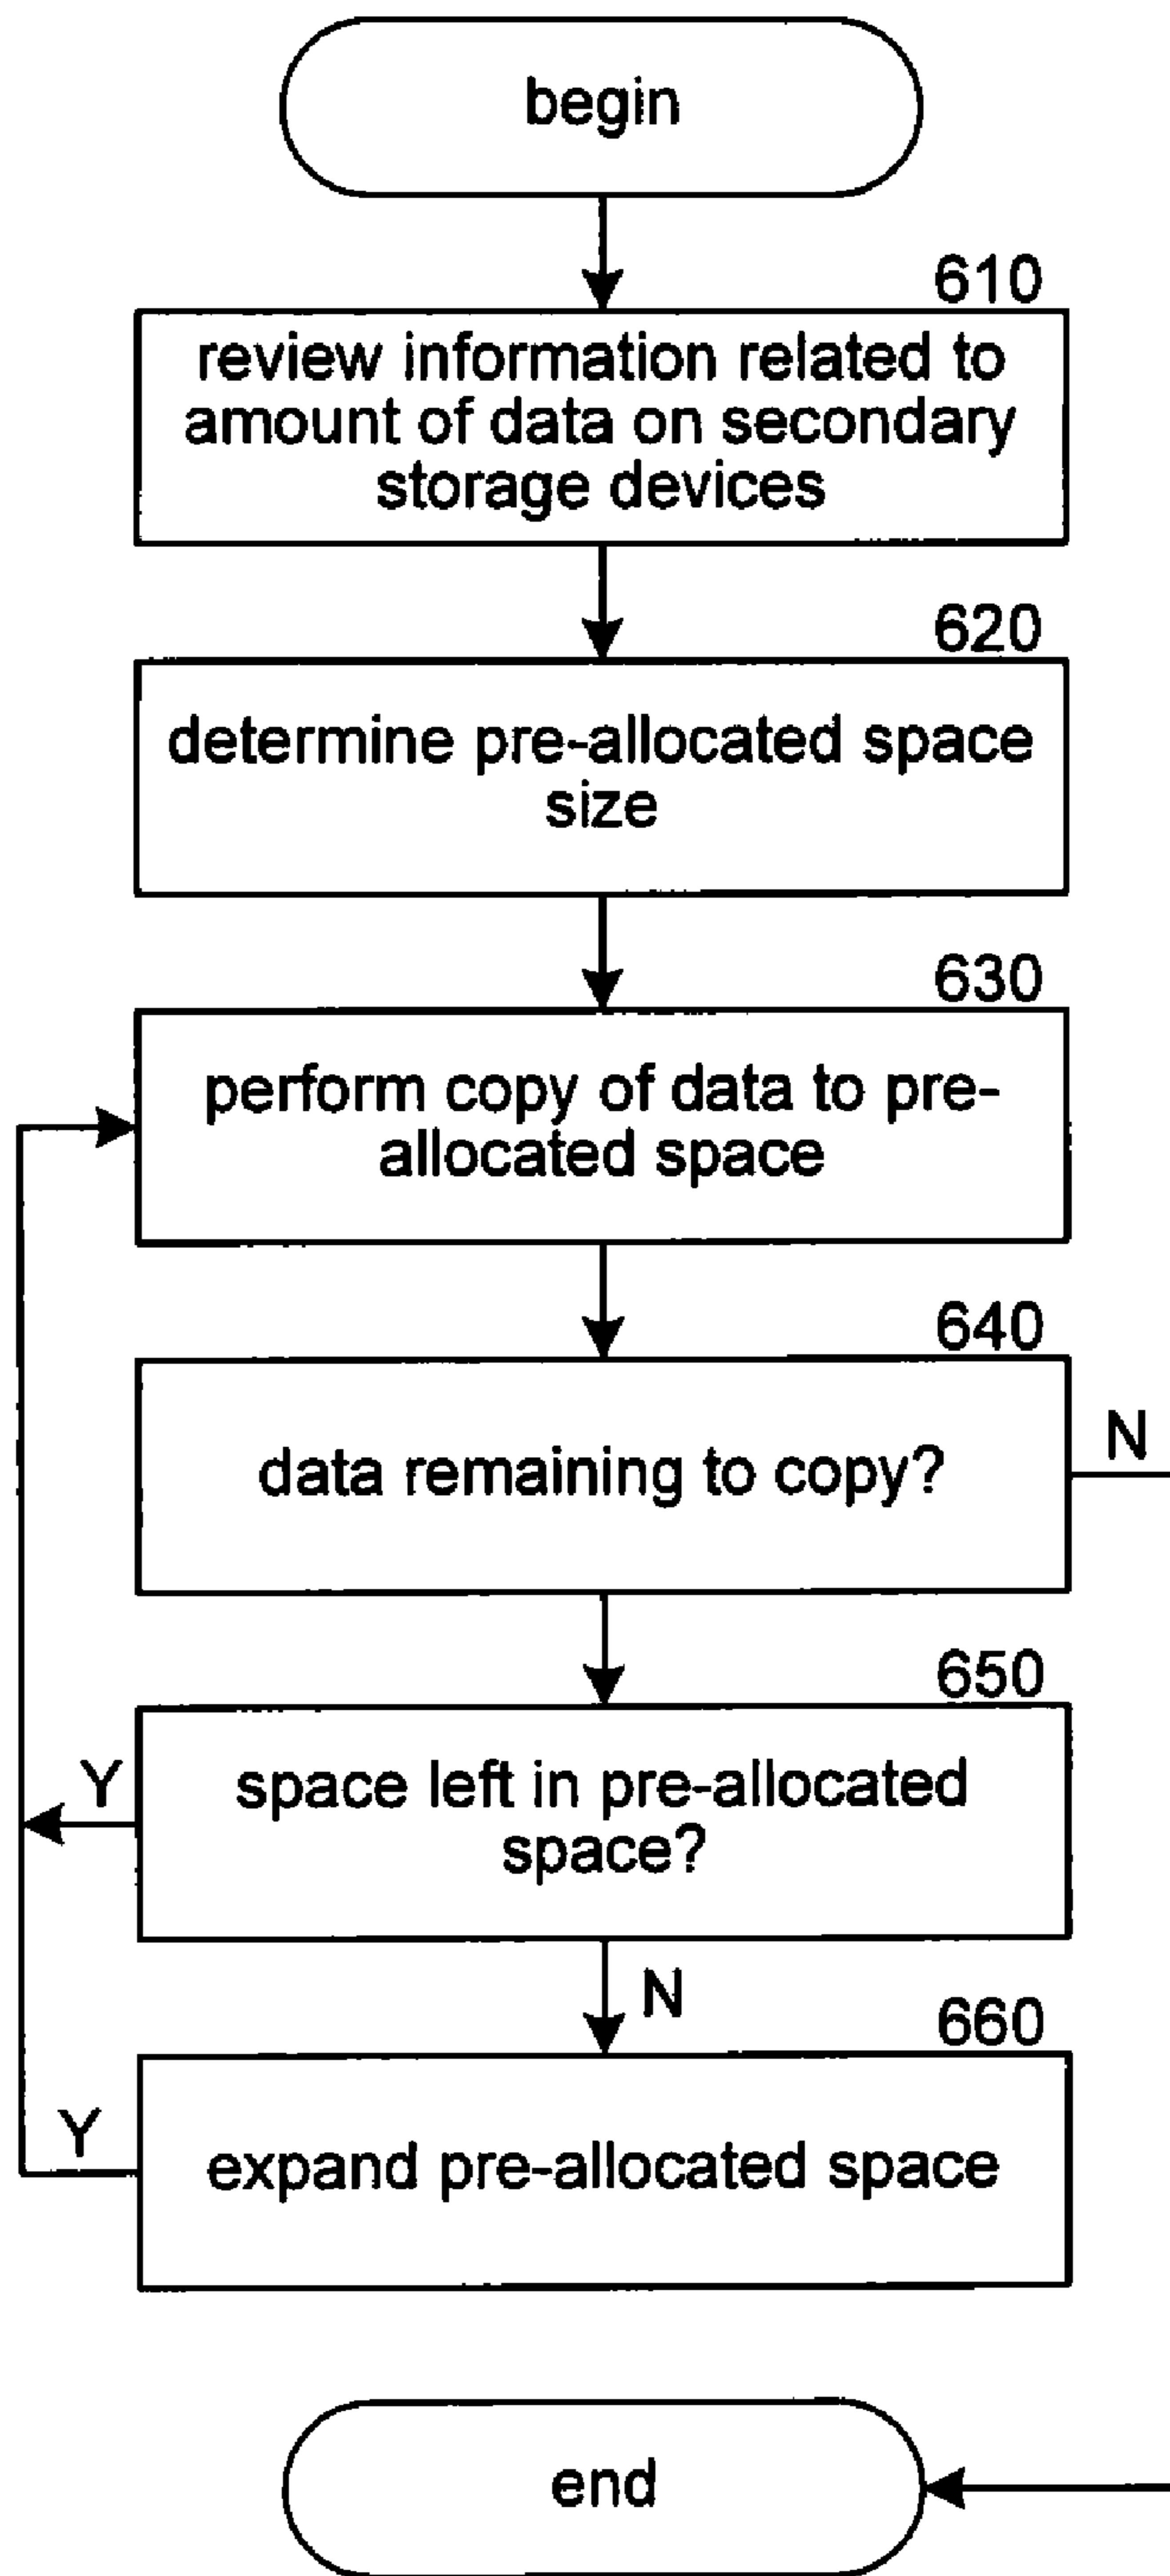 begin
610
review information related to
amount of data on secondary
storage devices
620
determine pre-allocated space
size
630
perform copy of data to pre-
allocated space
640
data remaining to copy?
N
650
space left in pre-allocated
space?
Y
N
660
expand pre-allocated space
Y
end